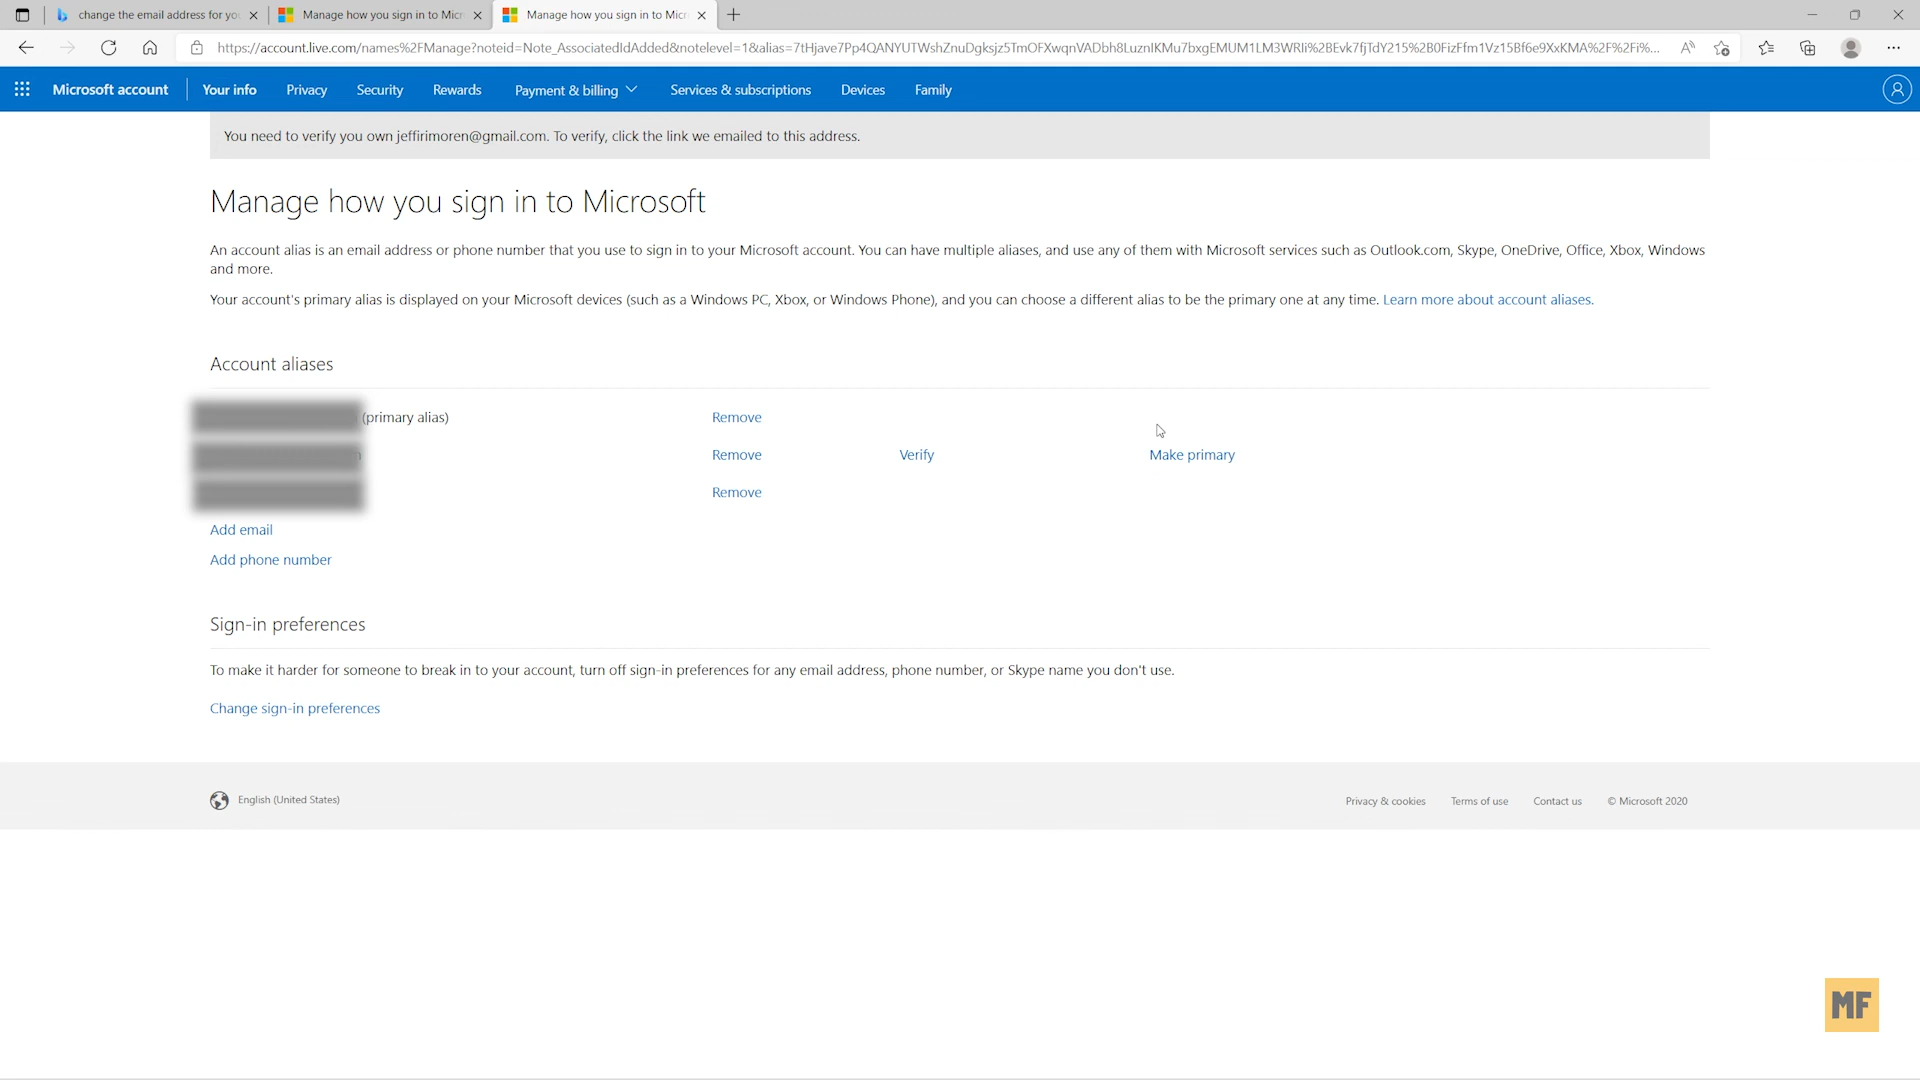 change the email address for yo
Manage how you sign in to Micr
Manage how you sign in to Micr
https://account.live.com/names%2FManage?noteid=Note_AssociatedIdAdded&notelevel=1&alias=7tHjave7Pp4QANYUTWshZnuDgksjz5TmOFXwqnVADbh8LuznIKMu7bxgEMUM1LM3WRli%2BEvk7fjTdY215%2B0FizFfm1Vz15Bf6e9XxKMA%2F%2Fi%...
Microsoft account
Your info
Privacy
Security
Rewards
Payment & billing
Services & subscriptions
Devices
Family
You need to verify you own jeffirimoren@gmail.com. To verify, click the link we emailed to this address.
Manage how you sign in to Microsoft
An account alias is an email address or phone number that you use to sign in to your Microsoft account. You can have multiple aliases, and use any of them with Microsoft services such as Outlook.com, Skype, OneDrive, Office, Xbox, Windows
and more.
Your account's primary alias is displayed on your Microsoft devices (such as a Windows PC, Xbox, or Windows Phone), and you can choose a different alias to be the primary one at any time. Learn more about account aliases.
Account aliases
(primary alias) Remove
Remove Verify Make primary
Remove
Add email
Add phone number
Sign-in preferences
To make it harder for someone to break in to your account, turn off sign-in preferences for any email address, phone number, or Skype name you don't use.
Change sign-in preferences
English (United States)
Privacy & cookies
Terms of use
Contact us
© Microsoft 2020
MF